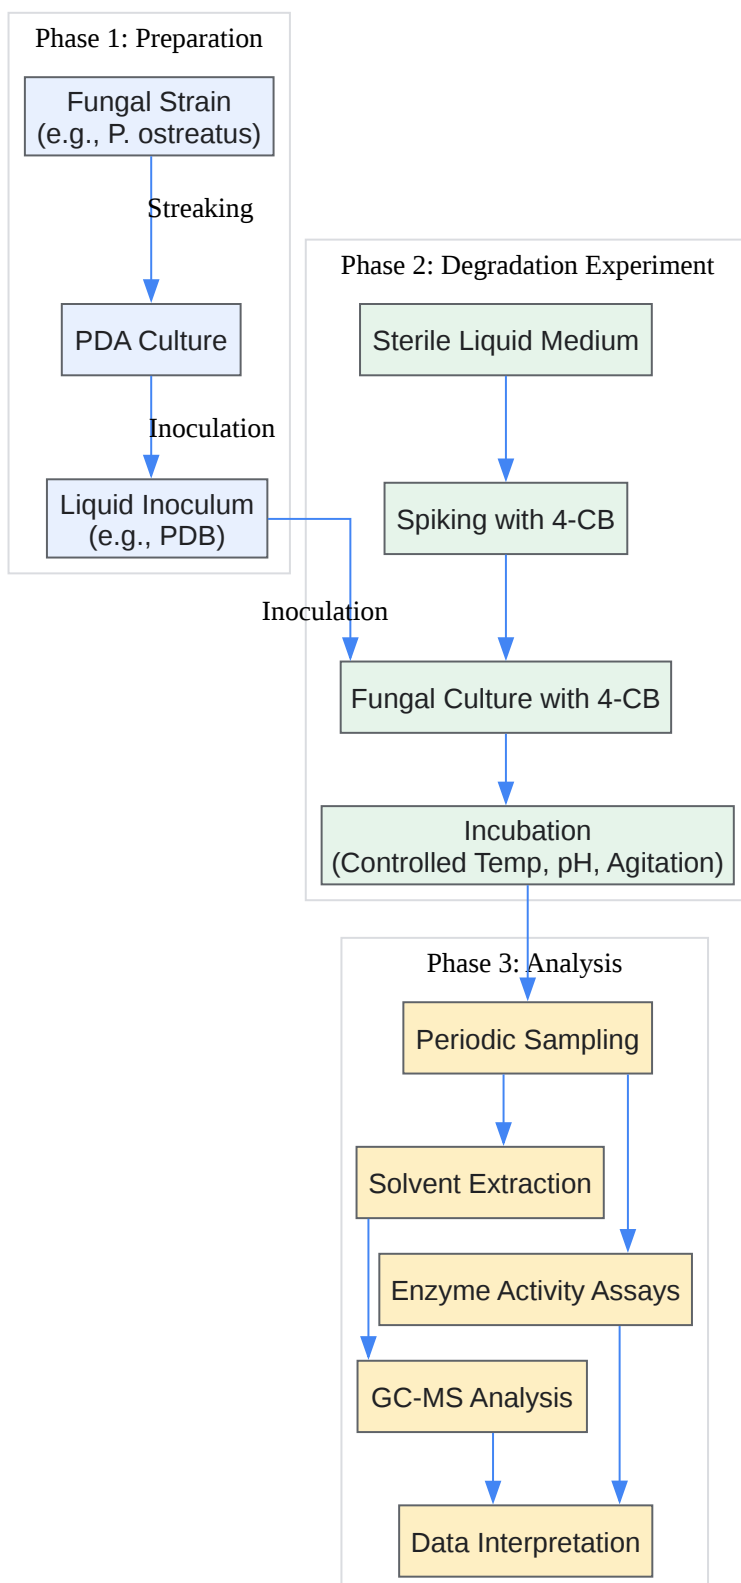 Phase 1: Preparation
Fungal Strain
(e.g., P. ostreatus)
Streaking
PDA Culture
Inoculation
Liquid Inoculum
(e.g., PDB)
Inoculation
Phase 2: Degradation Experiment
Sterile Liquid Medium
Spiking with 4-CB
Fungal Culture with 4-CB
Incubation
(Controlled Temp, pH, Agitation)
Phase 3: Analysis
Periodic Sampling
Solvent Extraction
Enzyme Activity Assays
GC-MS Analysis
Data Interpretation